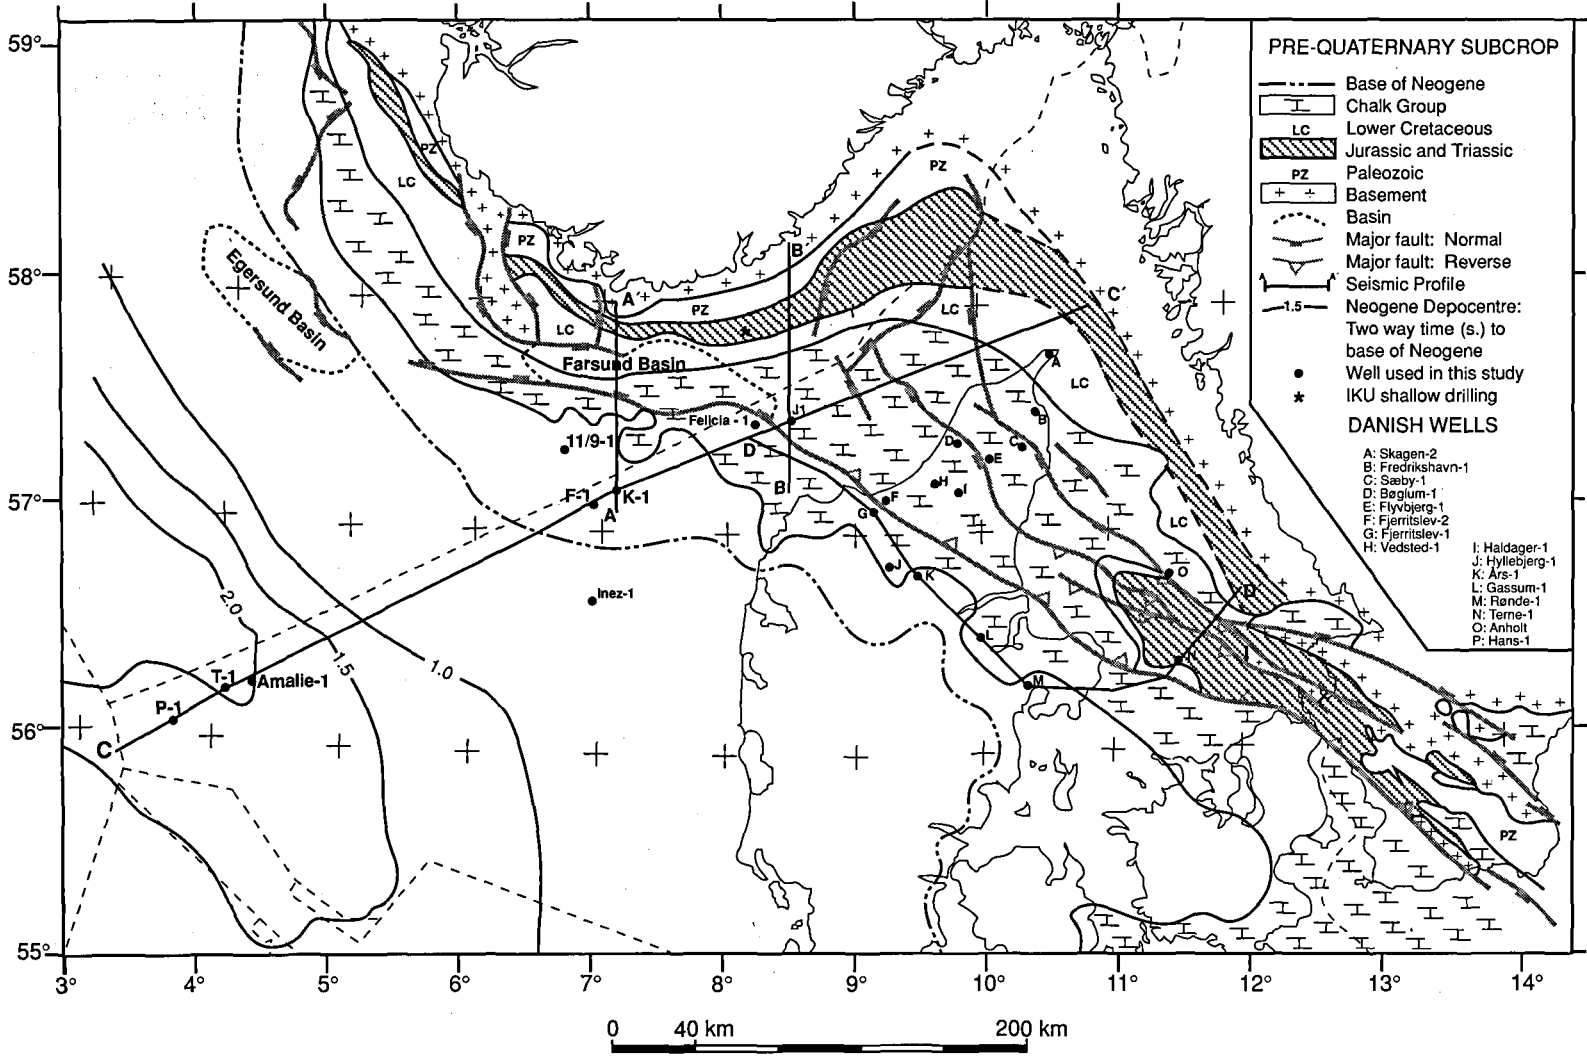 59°
58°
57°
56°
55°
3°
4°
5°
6°
7°
8°
9°
10°
11°
12°
13°
14°
0 40 km 200 km
PRE-QUATERNARY SUBCROP
Base of Neogene
Chalk Group
LC Lower Cretaceous
Jurassic and Triassic
PZ Paleozoic
Basement
Basin
Major fault: Normal
Major fault: Reverse
A A' Seismic Profile
1.5 Neogene Depocentre:
Two way time (s.) to
base of Neogene
Well used in this study
* IKU shallow drilling
DANISH WELLS
A: Skagen-2
B: Fredrikshavn-1
C: Sæby-1
D: Bøglum-1
E: Flyvbjerg-1
F: Fjerritslev-2
G: Fjerritslev-1
H: Vedsted-1
I: Haldager-1
J: Hyllebjerg-1
K: Års-1
L: Gassum-1
M: Rønde-1
N: Terne-1
O: Anholt
P: Hans-1
PZ
LC
PZ
PZ
B'
Egersund Basin
A'
PZ
LC
LC
C'
Farsund Basin
A
LC
J1
B
Felicia - 1
11/9-1
D
D
C
E
B
H
I
F-1
K-1
F
A
G
LC
O
J
K
D'
Inez-1
2.0
L
N
1.5
1.0
T-1
Amalie-1
M
P-1
C
PZ